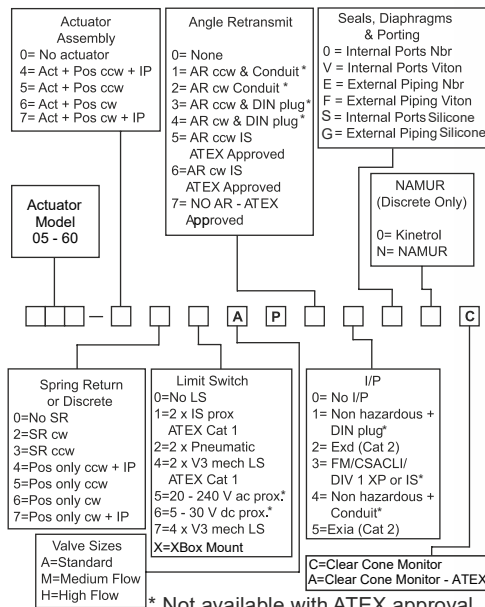 Actuator
Assembly
0= No actuator
4= Act + Pos ccw + IP
5= Act + Pos ccw
6= Act + Pos cw
7= Act + Pos cw + IP
Angle Retransmit
0= None
1= AR ccw & Conduit*
2= AR cw Conduit*
3= AR ccw & DIN plug*
4= AR cw & DIN plug*
5= AR ccw IS
ATEX Approved
6=AR cw IS
ATEX Approved
7= NO AR - ATEX
Approved
Seals, Diaphragms
& Porting
0 = Internal Ports Nbr
V = Internal Ports Viton
E = External Piping Nbr
F = External Piping Viton
S = Internal Ports Silicone
G = External Piping Silicone
NAMUR
(Discrete Only)
0= Kinetrol
N= NAMUR
Actuator
Model
05 - 60
– A P C
Spring Return
or Discrete
0=No SR
2=SR cw
3=SR ccw
4=Pos only ccw + IP
5=Pos only ccw
6=Pos only cw
7=Pos only cw + IP
Limit Switch
0=No LS
1=2 x IS prox
ATEX Cat 1
2=2 x Pneumatic
4=2 x V3 mech LS
ATEX Cat 1
5=20 - 240 V ac prox.*
6=5 - 30 V dc prox.*
7=4 x V3 mech LS
X=XBox Mount
I/P
0= No I/P
1= Non hazardous +
DIN plug*
2= Exd (Cat 2)
3= FM/CSACLI/
DIV 1 XP or IS*
4= Non hazardous +
Conduit*
5=Exia (Cat 2)
Valve Sizes
A=Standard
M=Medium Flow
H=High Flow
C=Clear Cone Monitor
A=Clear Cone Monitor - ATEX
* Not available with ATEX approval